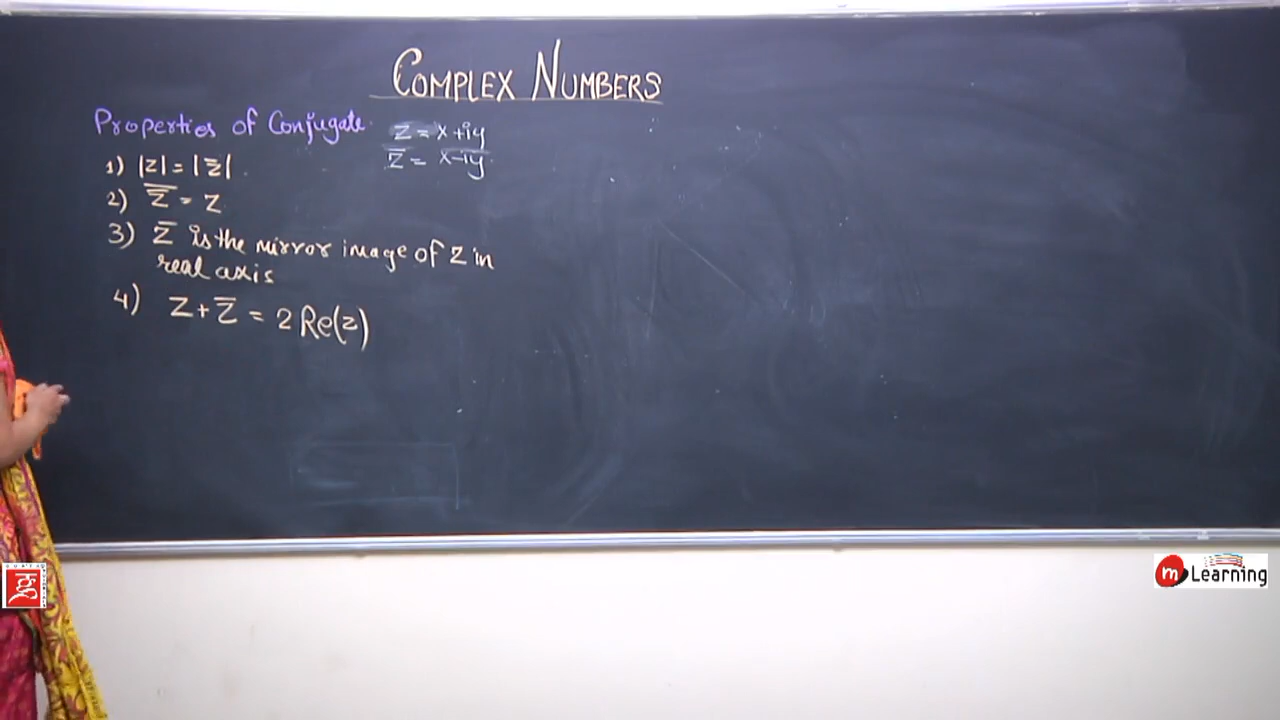 COMPLEX NUMBERS
Properties of Conjugate.
z = x+iy
z̅ = x-iy
1) |z| = |z̅|.
2) z̿ = z
3) z̅ is the mirror image of z in
real axis
4) z + z̅ = 2 Re(z)
m Learning